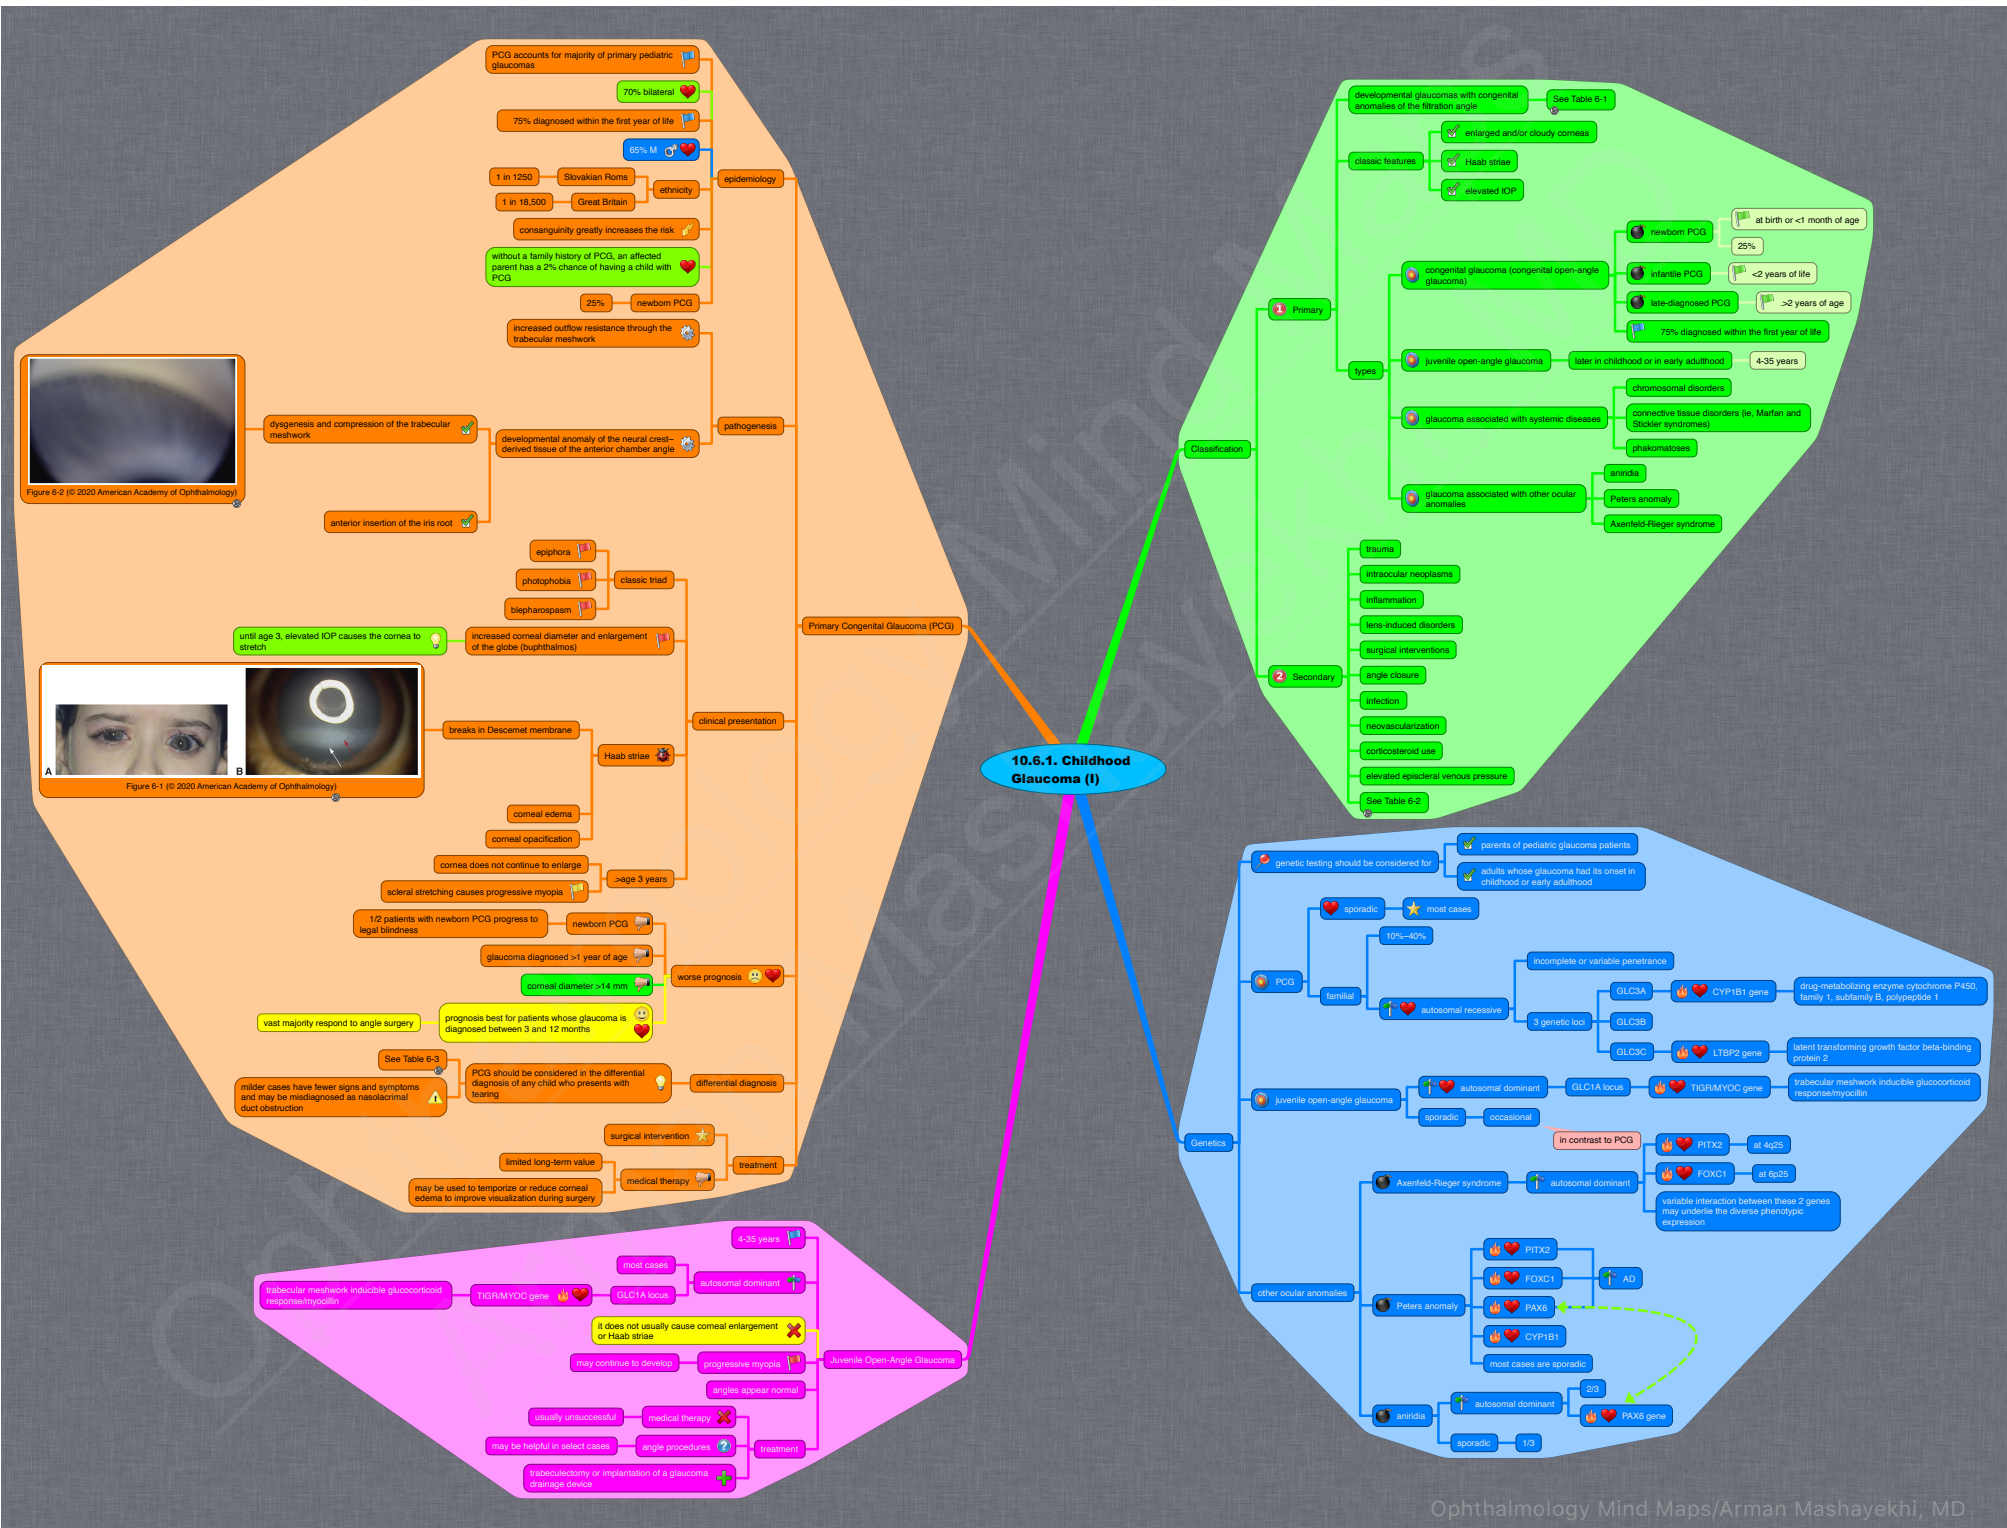 10.6.1. Childhood
Glaucoma (I)
Primary Congenital Glaucoma (PCG)
epidemiology
PCG accounts for majority of primary pediatric
glaucomas
70% bilateral
75% diagnosed within the first year of life
65% M
ethnicity
Slovakian Roms
1 in 1250
Great Britain
1 in 18,500
consanguinity greatly increases the risk
without a family history of PCG, an affected
parent has a 2% chance of having a child with
PCG
newborn PCG
25%
pathogenesis
increased outflow resistance through the
trabecular meshwork
developmental anomaly of the neural crest–
derived tissue of the anterior chamber angle
dysgenesis and compression of the trabecular
meshwork
Figure 6-2 (© 2020 American Academy of Ophthalmology)
anterior insertion of the iris root
clinical presentation
classic triad
epiphora
photophobia
blepharospasm
increased corneal diameter and enlargement
of the globe (buphthalmos)
until age 3, elevated IOP causes the cornea to
stretch
Haab striae
breaks in Descemet membrane
A
B
Figure 6-1 (© 2020 American Academy of Ophthalmology)
corneal edema
corneal opacification
.>age 3 years
cornea does not continue to enlarge
scleral stretching causes progressive myopia
worse prognosis
newborn PCG
1/2 patients with newborn PCG progress to
legal blindness
glaucoma diagnosed >1 year of age
corneal diameter >14 mm
prognosis best for patients whose glaucoma is
diagnosed between 3 and 12 months
vast majority respond to angle surgery
differential diagnosis
PCG should be considered in the differential
diagnosis of any child who presents with
tearing
See Table 6-3
milder cases have fewer signs and symptoms
and may be misdiagnosed as nasolacrimal
duct obstruction
treatment
surgical intervention
medical therapy
limited long-term value
may be used to temporize or reduce corneal
edema to improve visualization during surgery
Juvenile Open-Angle Glaucoma
4-35 years
autosomal dominant
most cases
GLC1A locus
TIGR/MYOC gene
trabecular meshwork inducible glucocorticoid
response/myocillin
it does not usually cause corneal enlargement
or Haab striae
progressive myopia
may continue to develop
angles appear normal
treatment
medical therapy
usually unsuccessful
angle procedures
may be helpful in select cases
trabeculectomy or implantation of a glaucoma
drainage device
Classification
1 Primary
developmental glaucomas with congenital
anomalies of the filtration angle
See Table 6-1
classic features
enlarged and/or cloudy corneas
Haab striae
elevated IOP
types
congenital glaucoma (congenital open-angle
glaucoma)
newborn PCG
at birth or <1 month of age
25%
infantile PCG
<2 years of life
late-diagnosed PCG
.>2 years of age
75% diagnosed within the first year of life
juvenile open-angle glaucoma
later in childhood or in early adulthood
4-35 years
glaucoma associated with systemic diseases
chromosomal disorders
connective tissue disorders (ie, Marfan and
Stickler syndromes)
phakomatoses
glaucoma associated with other ocular
anomalies
aniridia
Peters anomaly
Axenfeld-Rieger syndrome
2 Secondary
trauma
intraocular neoplasms
inflammation
lens-induced disorders
surgical interventions
angle closure
infection
neovascularization
corticosteroid use
elevated episcleral venous pressure
See Table 6-2
Genetics
genetic testing should be considered for
parents of pediatric glaucoma patients
adults whose glaucoma had its onset in
childhood or early adulthood
PCG
sporadic
most cases
familial
10%–40%
autosomal recessive
incomplete or variable penetrance
3 genetic loci
GLC3A
CYP1B1 gene
drug-metabolizing enzyme cytochrome P450,
family 1, subfamily B, polypeptide 1
GLC3B
GLC3C
LTBP2 gene
latent transforming growth factor beta-binding
protein 2
juvenile open-angle glaucoma
autosomal dominant
GLC1A locus
TIGR/MYOC gene
trabecular meshwork inducible glucocorticoid
response/myocillin
sporadic
occasional
in contrast to PCG
other ocular anomalies
Axenfeld-Rieger syndrome
autosomal dominant
PITX2
at 4q25
FOXC1
at 6p25
variable interaction between these 2 genes
may underlie the diverse phenotypic
expression
Peters anomaly
PITX2
FOXC1
PAX6
AD
CYP1B1
most cases are sporadic
aniridia
autosomal dominant
2/3
PAX6 gene
sporadic
1/3
Ophthalmology Mind Maps/Arman Mashayekhi, MD